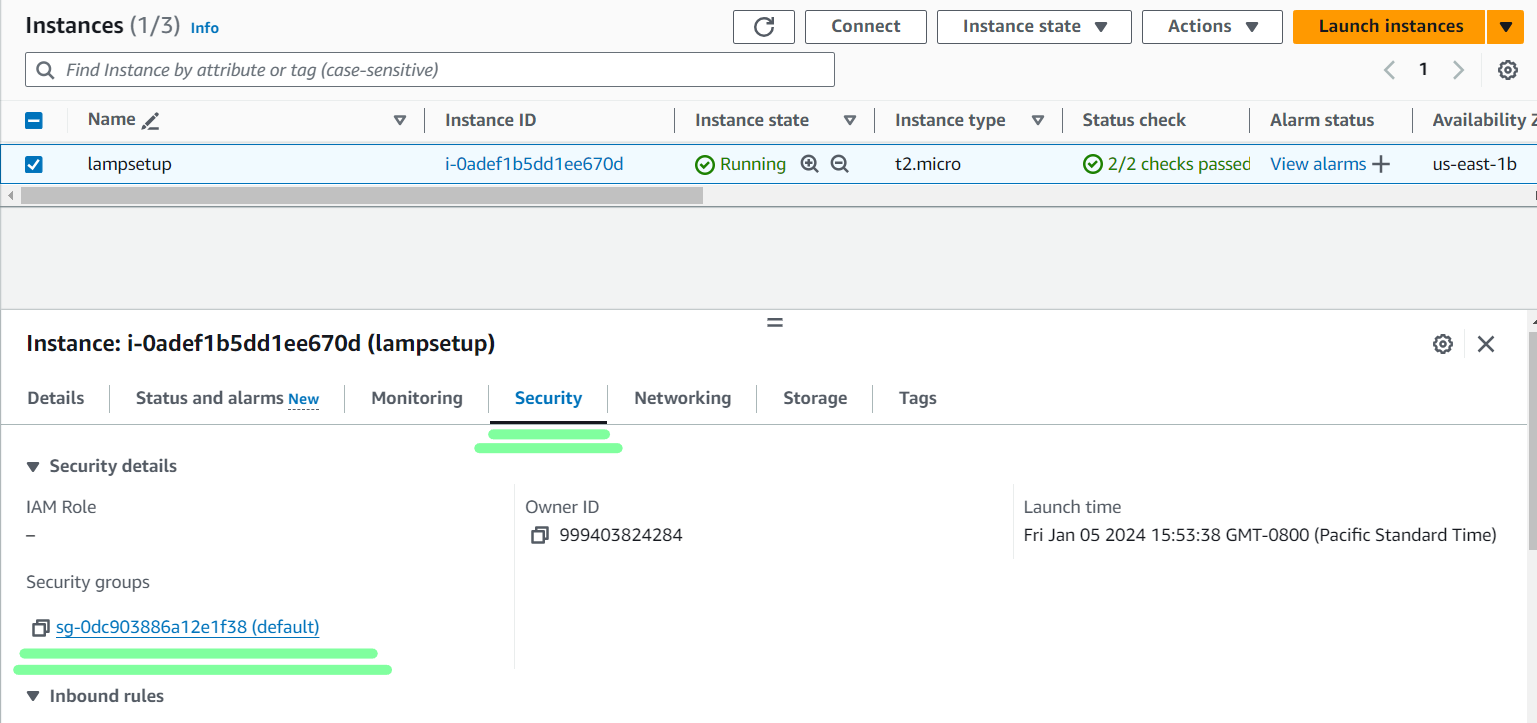 Instances (1/3) Info Connect Instance state Actions Launch instances
Find Instance by attribute or tag (case-sensitive) 1
Name Instance ID Instance state Instance type Status check Alarm status Availability Z
lampsetup i-0adef1b5dd1ee670d Running t2.micro 2/2 checks passed View alarms + us-east-1b
Instance: i-0adef1b5dd1ee670d (lampsetup)
Details Status and alarms New Monitoring Security Networking Storage Tags
Security details
IAM Role Owner ID Launch time
– 999403824284 Fri Jan 05 2024 15:53:38 GMT-0800 (Pacific Standard Time)
Security groups
sg-0dc903886a12e1f38 (default)
Inbound rules